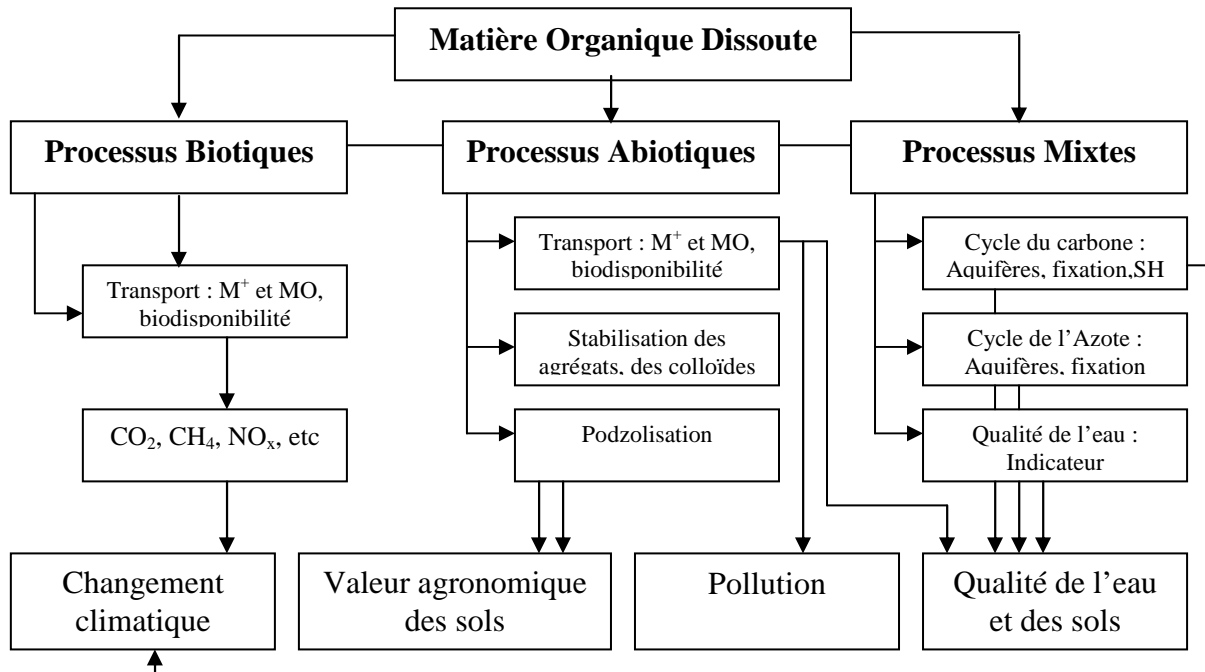 Matière Organique Dissoute
Processus Biotiques
Processus Abiotiques
Processus Mixtes
Transport : M⁺ et MO,
biodisponibilité
CO₂, CH₄, NOₓ, etc
Transport : M⁺ et MO,
biodisponibilité
Stabilisation des
agrégats, des colloïdes
Podzolisation
Cycle du carbone :
Aquifères, fixation,SH
Cycle de l’Azote :
Aquifères, fixation
Qualité de l’eau :
Indicateur
Changement
climatique
Valeur agronomique
des sols
Pollution
Qualité de l’eau
et des sols